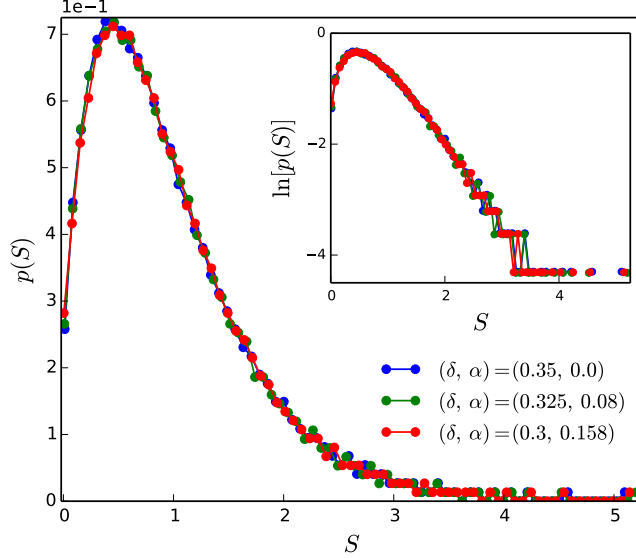 1e−1
7
6
5
4
3
2
1
0
p(S)
0 1 2 3 4 5
S
0
−2
−4
ln[p(S)]
0 2 4
S
(δ, α)=(0.35, 0.0)
(δ, α)=(0.325, 0.08)
(δ, α)=(0.3, 0.158)